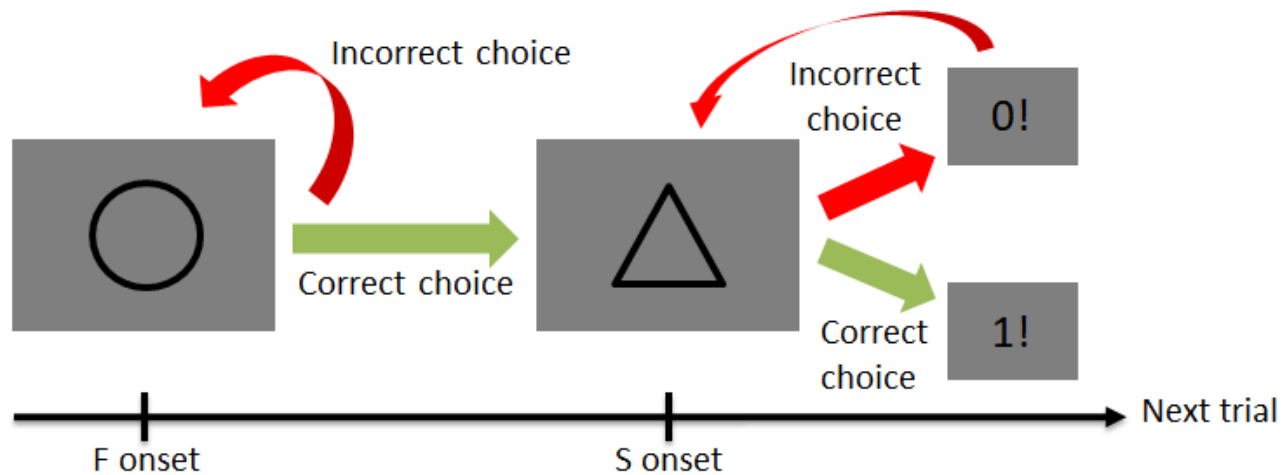 Incorrect choice
Correct choice
Incorrect
choice
0!
Correct
choice
1!
F onset
S onset
Next trial